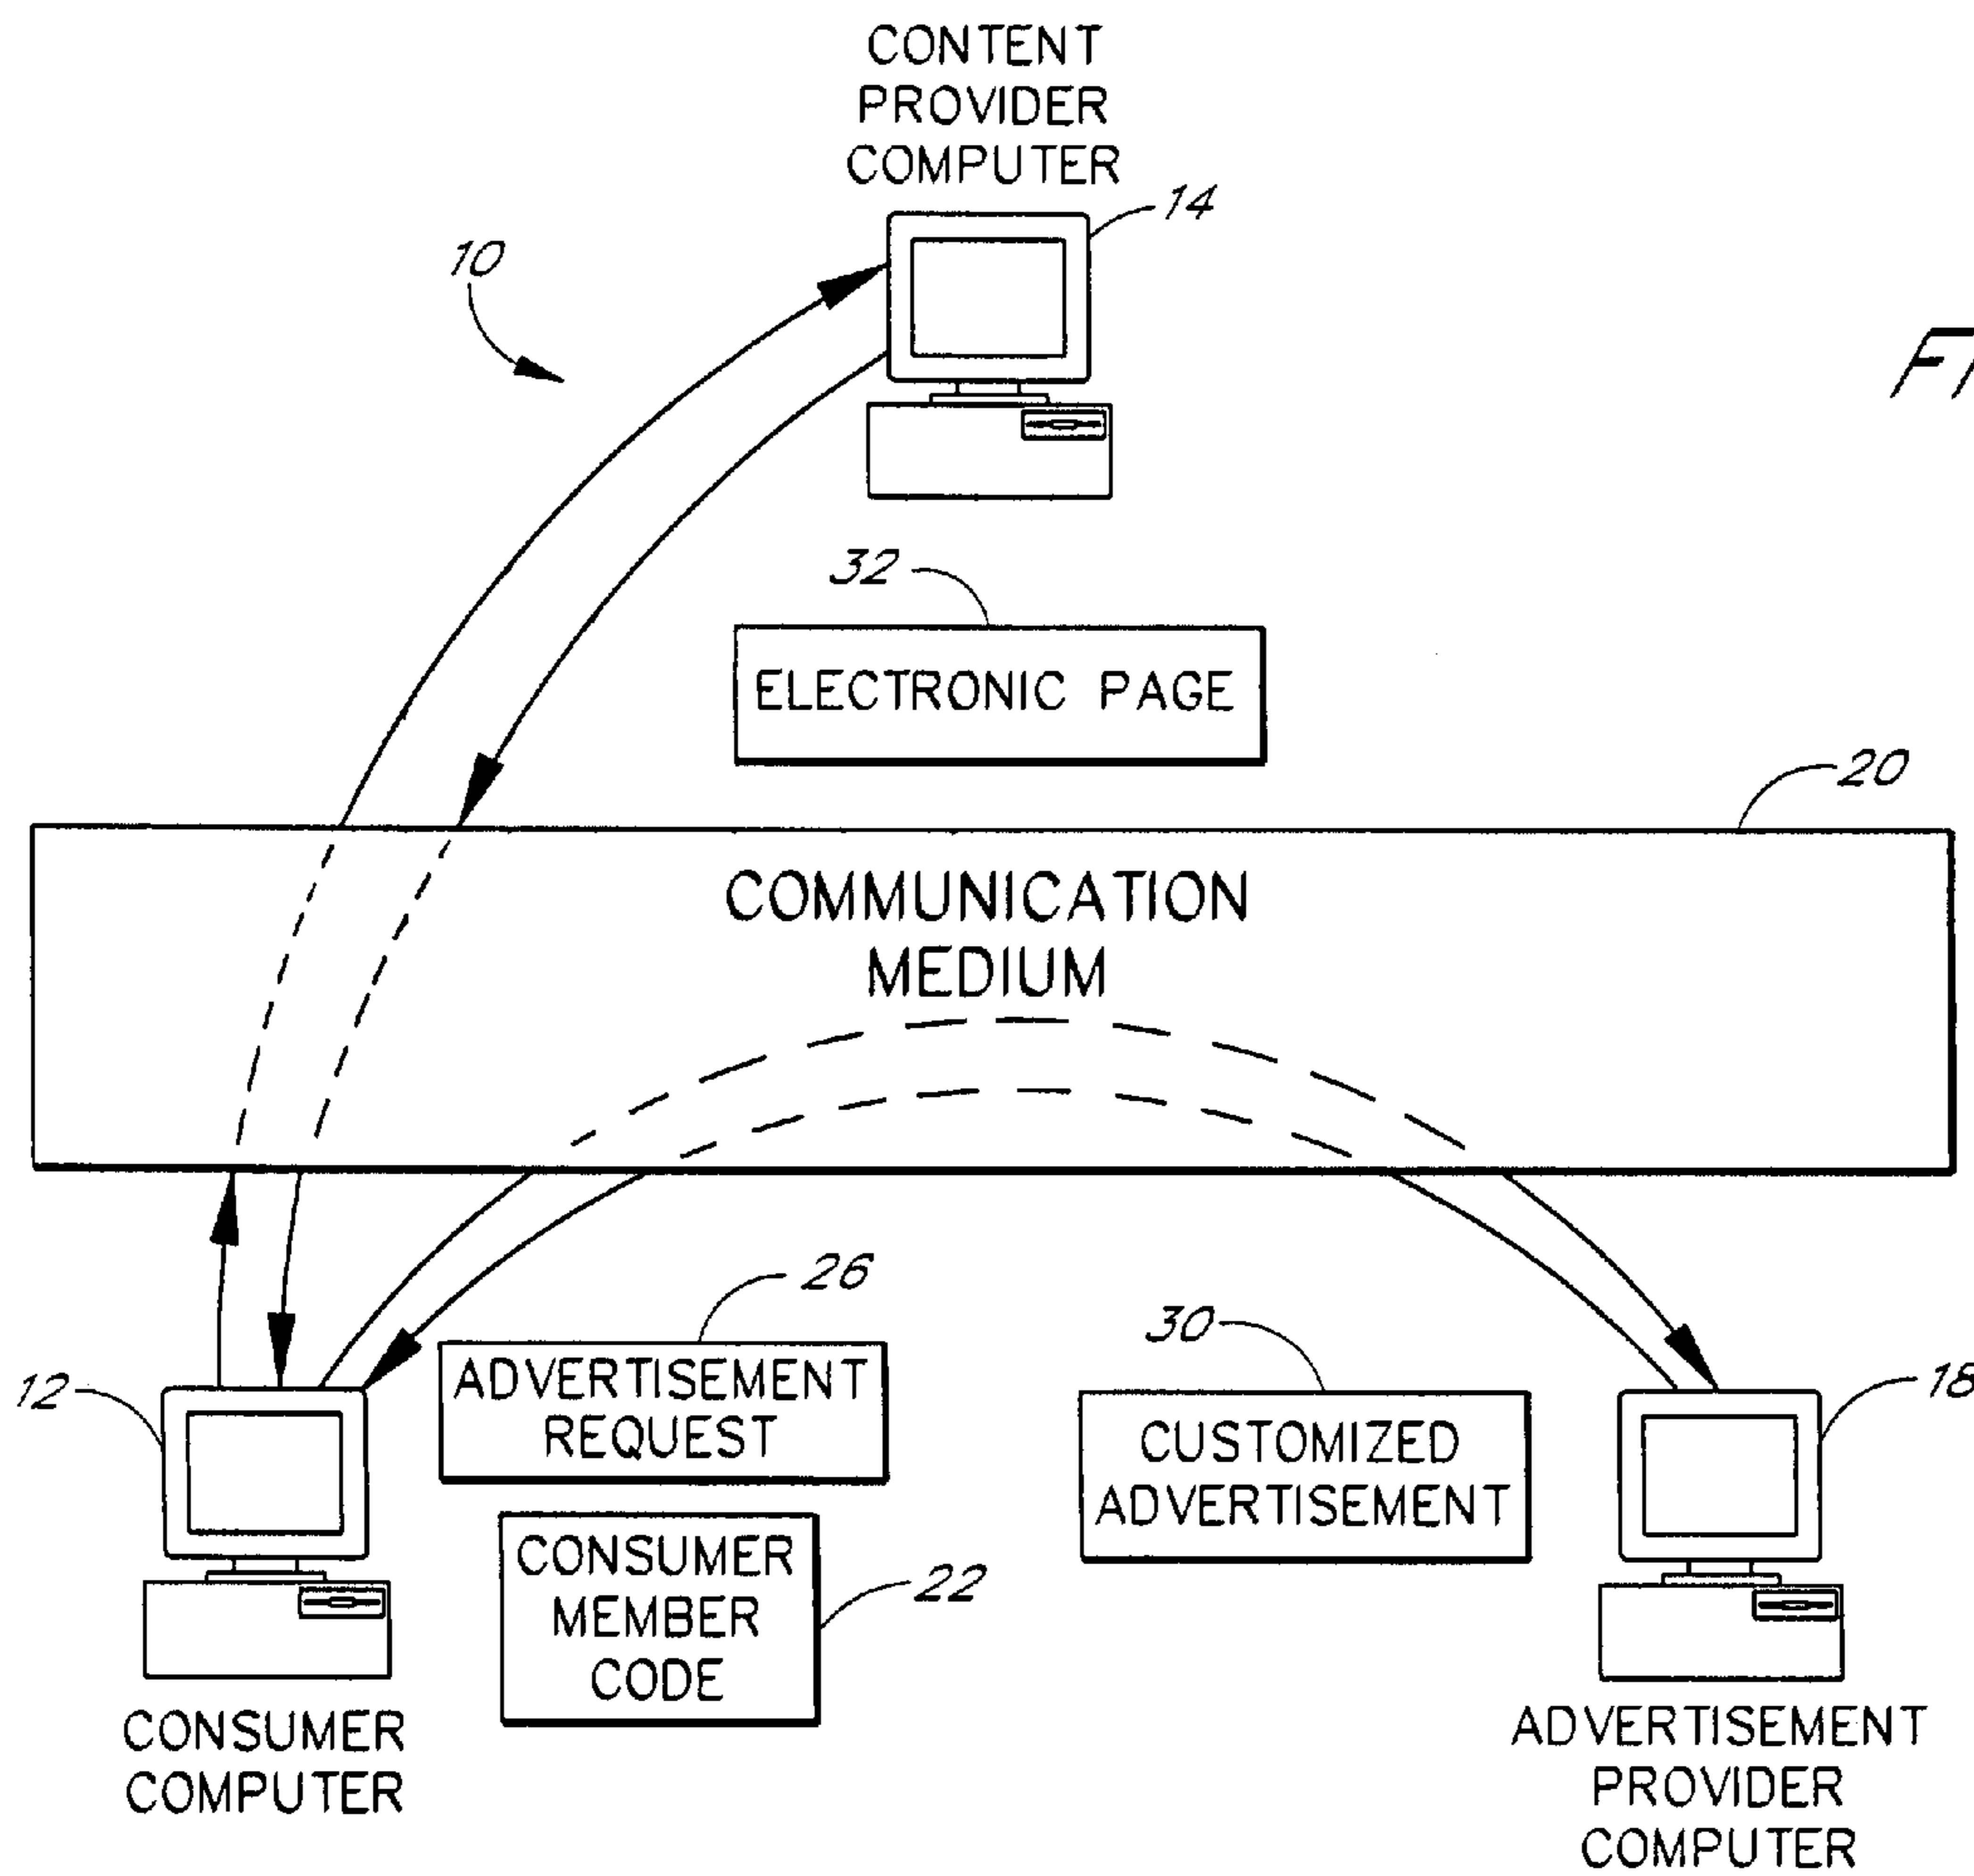 CONTENT
PROVIDER
COMPUTER
14
10
32
ELECTRONIC PAGE
20
COMMUNICATION
MEDIUM
26
ADVERTISEMENT
REQUEST
30
CUSTOMIZED
ADVERTISEMENT
12
18
CONSUMER
MEMBER
CODE
22
CONSUMER
COMPUTER
ADVERTISEMENT
PROVIDER
COMPUTER